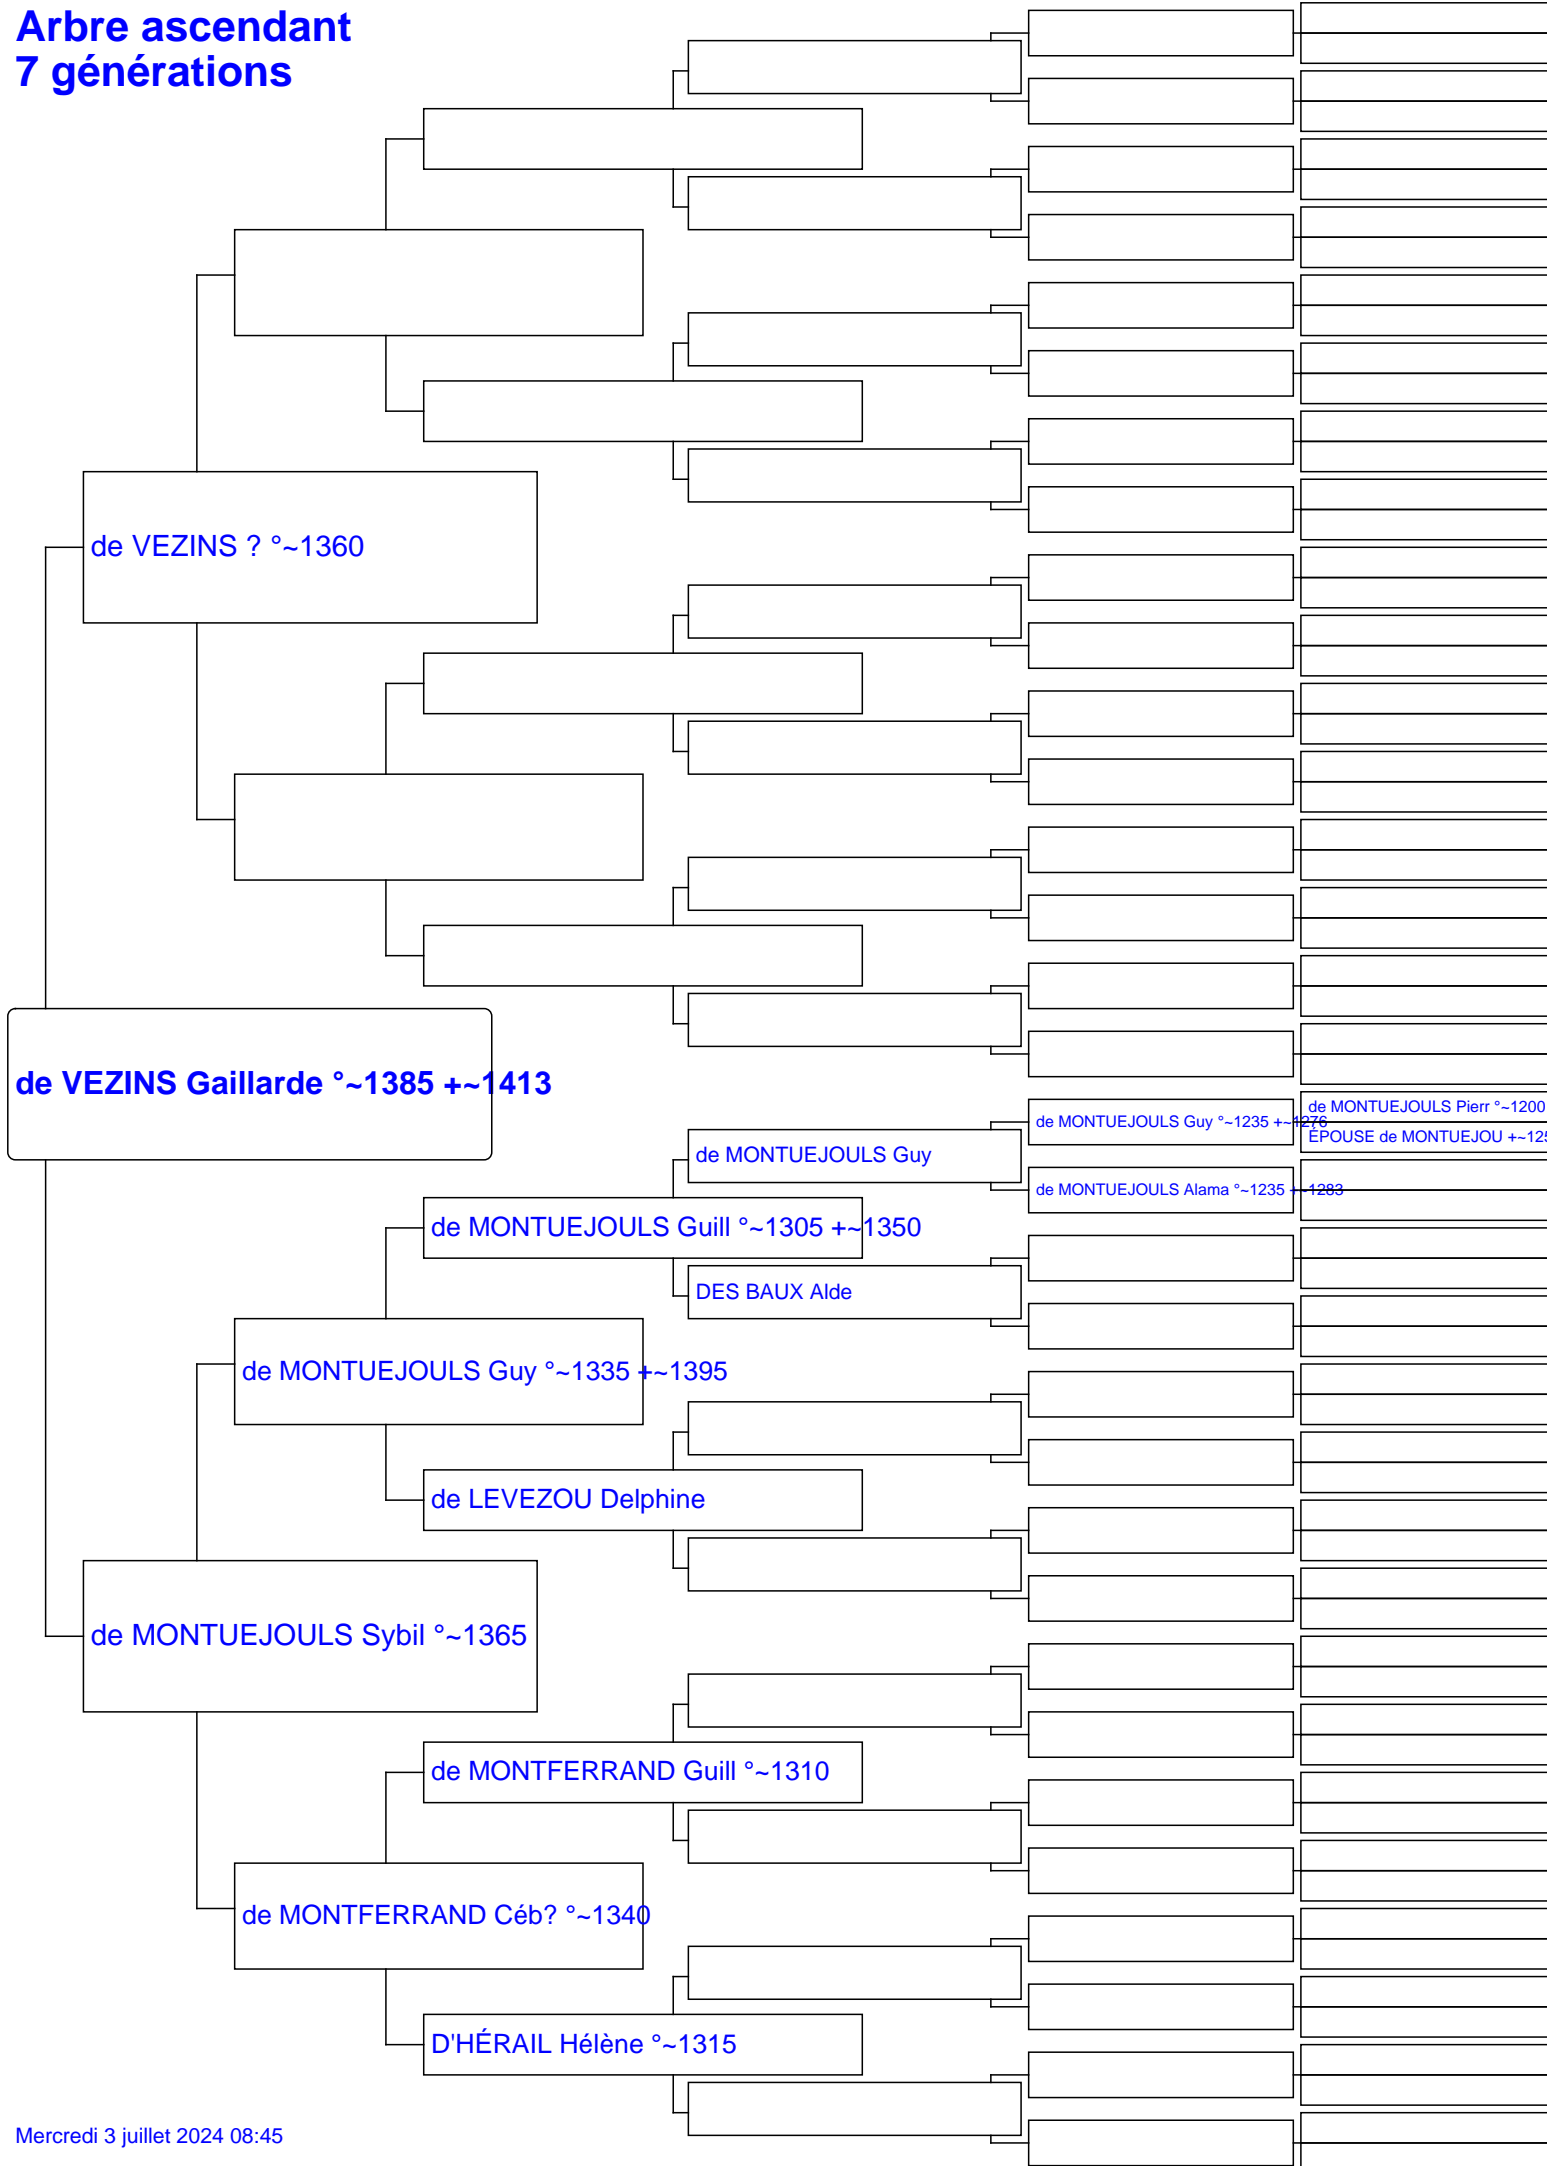 Arbre ascendant
7 générations
de VEZINS ? °~1360
de VEZINS Gaillarde °~1385 +~1413
de MONTUEJOULS Pierr °~1200
de MONTUEJOULS Guy °~1235 +~1276
ÉPOUSE de MONTUEJOU
de MONTUEJOULS Guy
de MONTUEJOULS Alama °~1235 +~1283
de MONTUEJOULS Guill °~1305 +~1350
DES BAUX Alde
de MONTUEJOULS Guy °~1335 +~1395
de LEVEZOU Delphine
de MONTUEJOULS Sybil °~1365
de MONTFERRAND Guill °~1310
de MONTFERRAND Céb? °~1340
D'HÉRAIL Hélène °~1315
Mercredi 3 juillet 2024 08:45